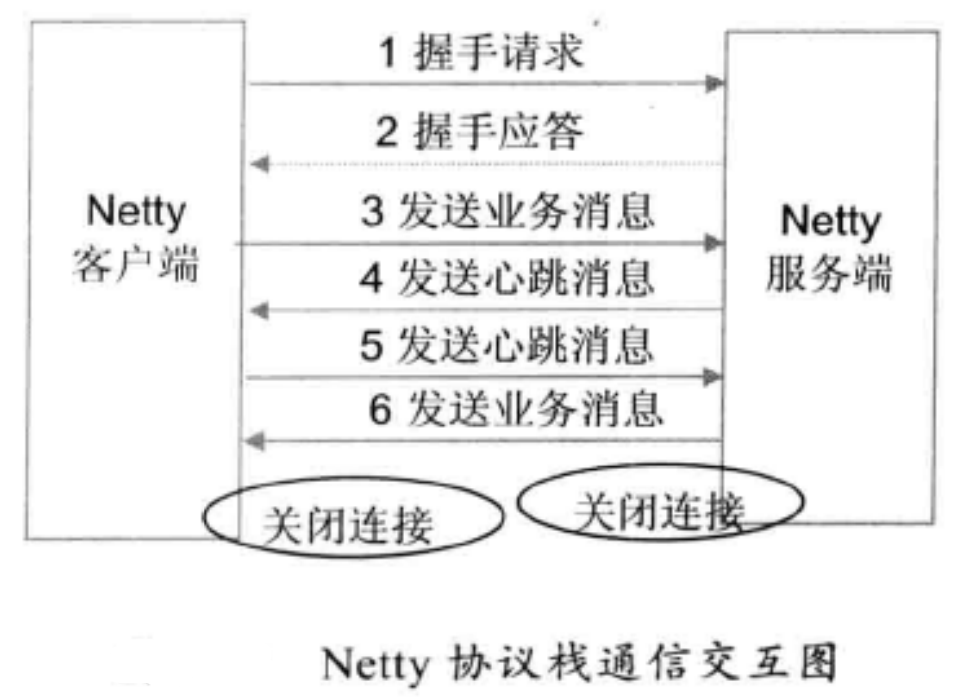 1 握手请求
2 握手应答
Netty
客户端
3 发送业务消息
4 发送心跳消息
5 发送心跳消息
6 发送业务消息
Netty
服务端
关闭连接
关闭连接
Netty 协议栈通信交互图